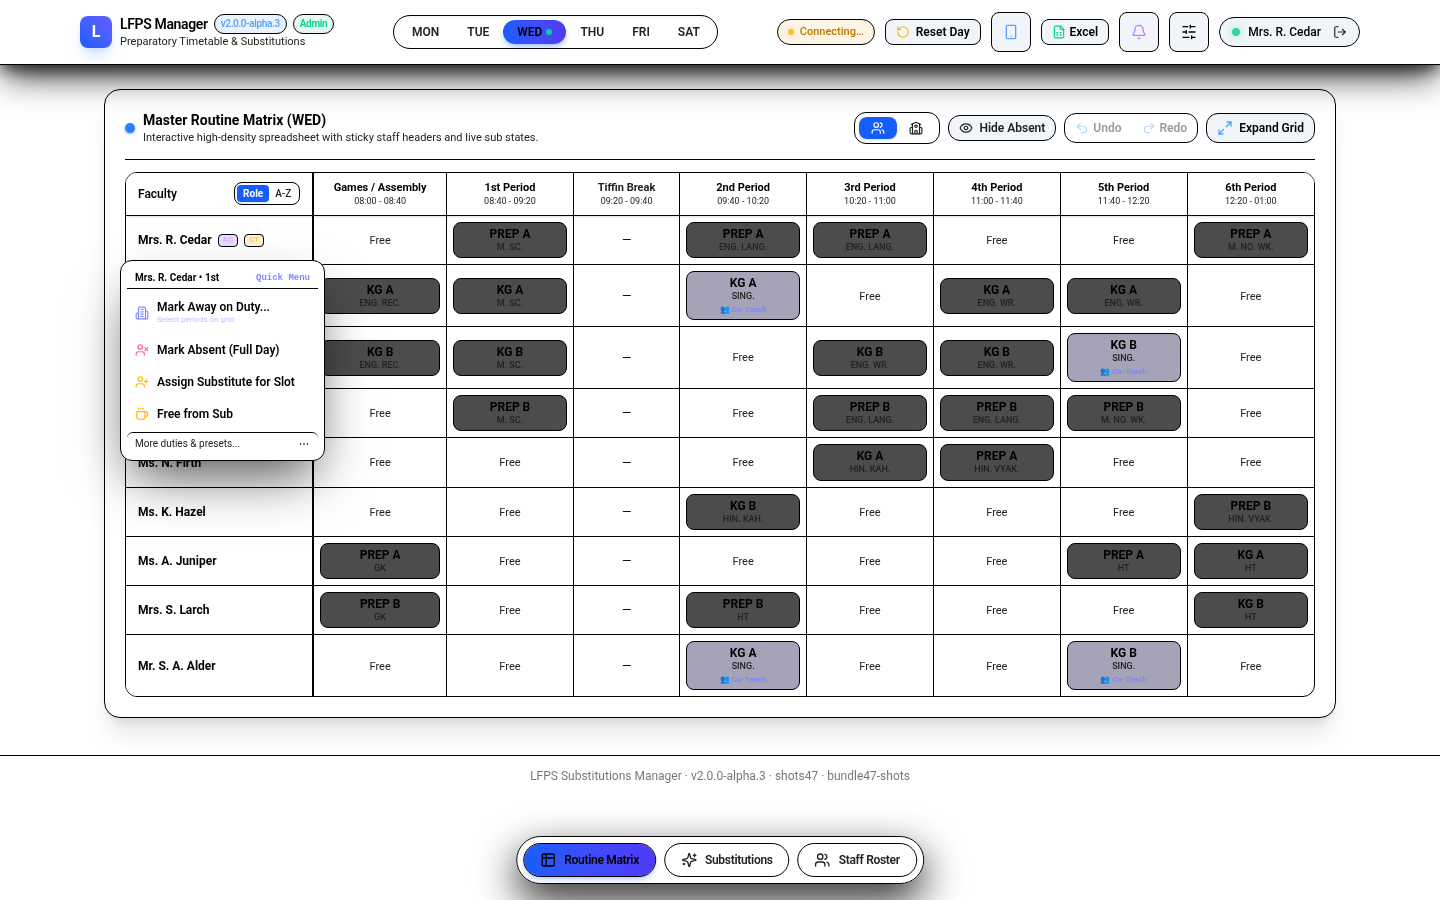 L LFPS Manager v2.0.0-alpha.3 Admin
Preparatory Timetable & Substitutions
MON TUE WED THU FRI SAT
Connecting... Reset Day Excel Mrs. R. Cedar
Master Routine Matrix (WED)
Interactive high-density spreadsheet with sticky staff headers and live sub states.
Hide Absent Undo Redo Expand Grid
Faculty Role A-Z Games / Assembly 1st Period Tiffin Break 2nd Period 3rd Period 4th Period 5th Period 6th Period
08:00 - 08:40 08:40 - 09:20 09:20 - 09:40 09:40 - 10:20 10:20 - 11:00 11:00 - 11:40 11:40 - 12:20 12:20 - 01:00
Mrs. R. Cedar Free PREP A — PREP A PREP A Free Free PREP A
M. SC. ENG. LANG. ENG. LANG. M. NO. WK.
Mrs. R. Cedar • 1st Quick Menu
Mark Away on Duty...
Select periods on grid
Mark Absent (Full Day)
Assign Substitute for Slot
Free from Sub
More duties & presets... ...
KG A KG A — KG A Free KG A KG A Free
ENG. REC. M. SC. SING. ENG. WR. ENG. WR.
Co-Teach
KG B KG B — Free KG B KG B KG B Free
ENG. REC. M. SC. ENG. WR. ENG. WR. SING.
Co-Teach
Free PREP B — Free PREP B PREP B PREP B Free
M. SC. ENG. LANG. ENG. LANG. M. NO. WK.
Ms. N. Firth Free Free — Free KG A PREP A Free Free
HIN. KAH. HIN. VYAK.
Ms. K. Hazel Free Free — KG B Free Free Free PREP B
HIN. KAH. HIN. VYAK.
Ms. A. Juniper PREP A Free — Free Free Free PREP A KG A
GK HT HT
Mrs. S. Larch PREP B Free — PREP B Free Free Free KG B
GK HT HT
Mr. S. A. Alder Free Free — KG A Free Free KG B Free
SING. SING.
Co-Teach Co-Teach
LFPS Substitutions Manager · v2.0.0-alpha.3 · shots47 · bundle47-shots
Routine Matrix Substitutions Staff Roster